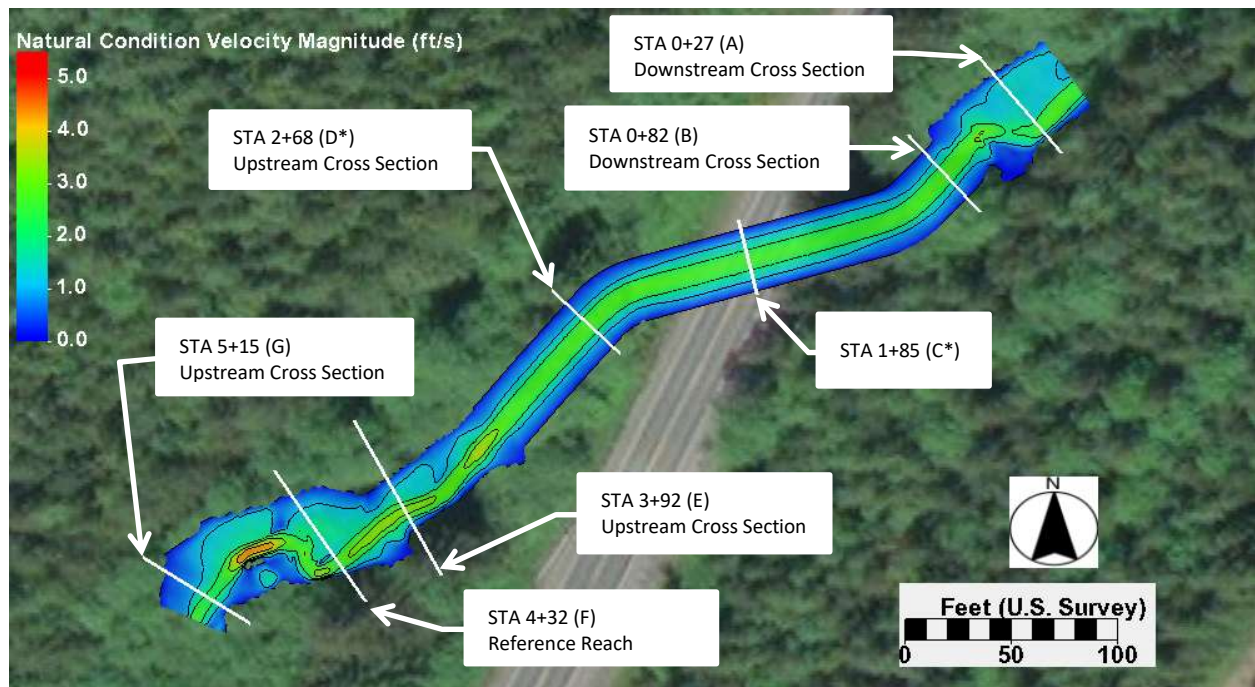 Natural Condition Velocity Magnitude (ft/s)
5.0
4.0
3.0
2.0
1.0
0.0
STA 0+27 (A)
Downstream Cross Section
STA 0+82 (B)
Downstream Cross Section
STA 2+68 (D*)
Upstream Cross Section
STA 1+85 (C*)
STA 5+15 (G)
Upstream Cross Section
STA 3+92 (E)
Upstream Cross Section
STA 4+32 (F)
Reference Reach
N
Feet (U.S. Survey)
0 50 100